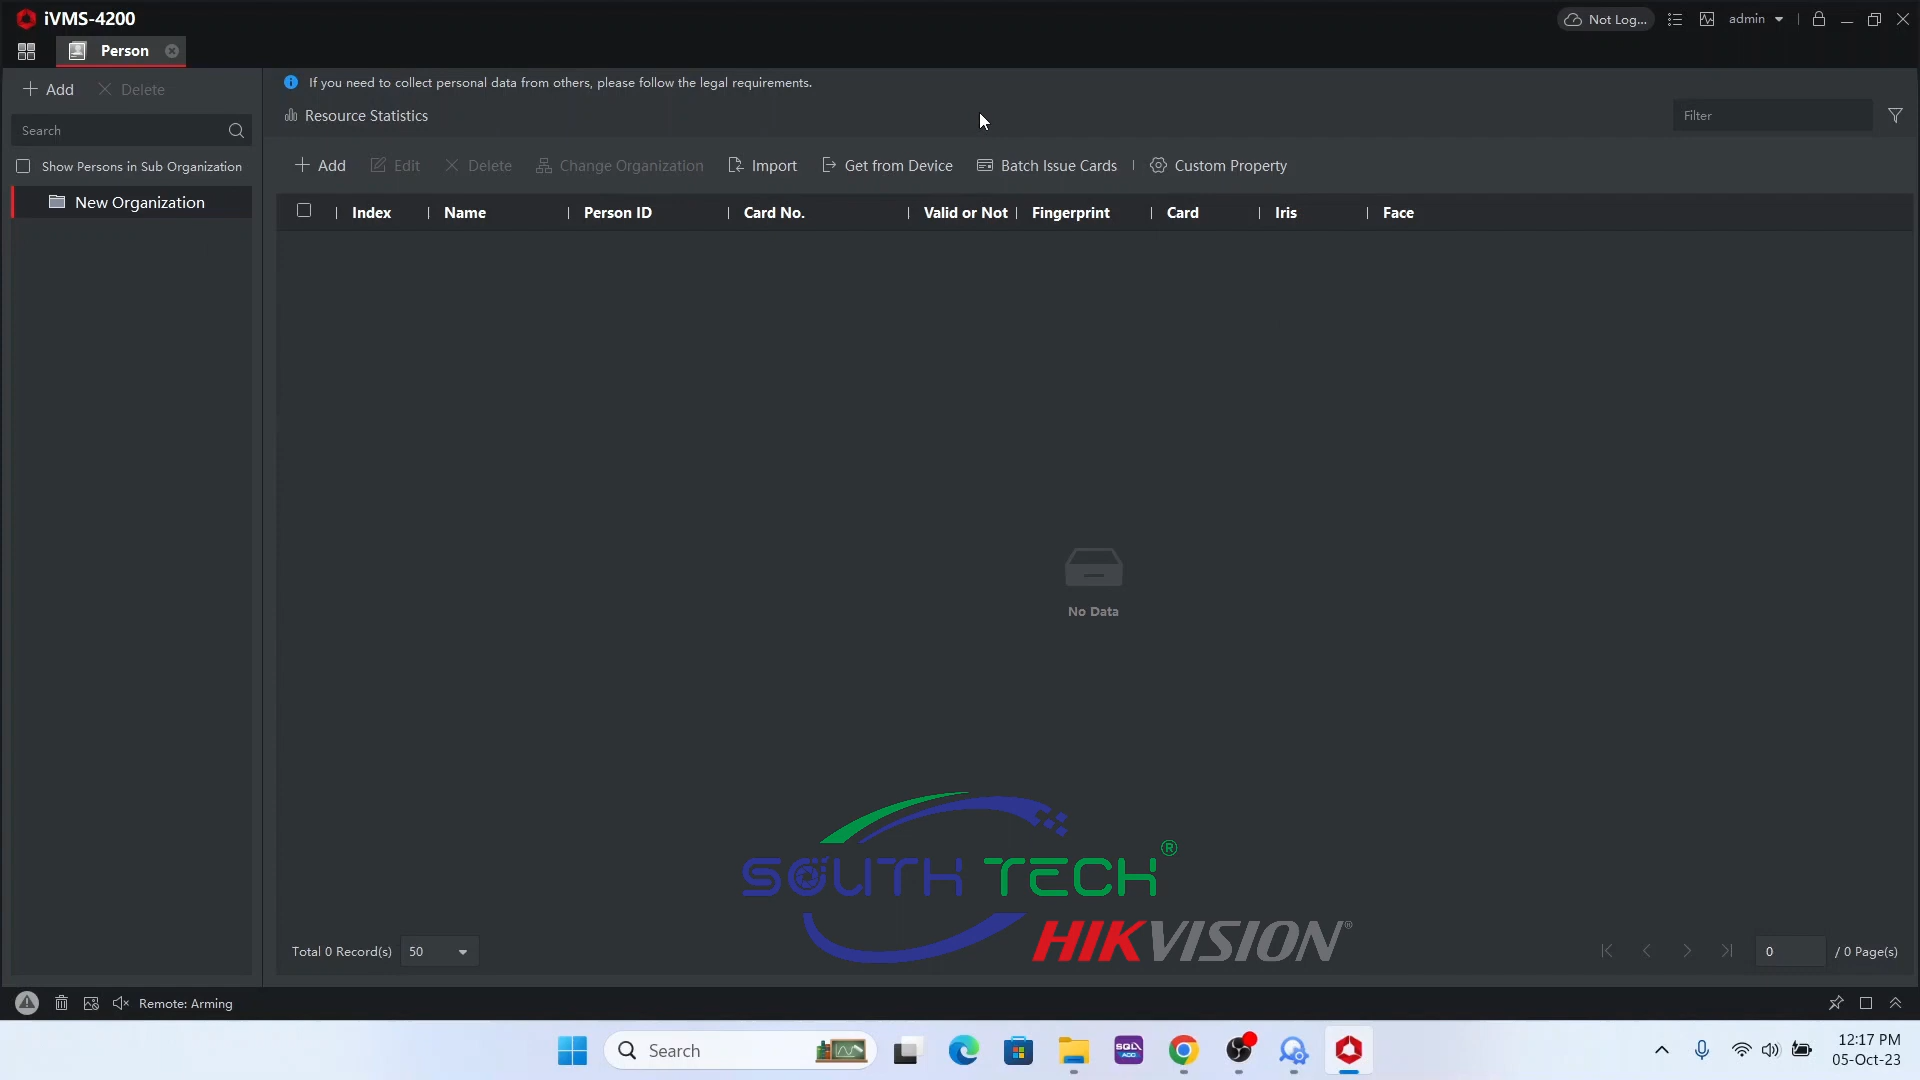 iVMS-4200
Not Log...
admin
Person
Add Delete
If you need to collect personal data from others, please follow the legal requirements.
Search
Resource Statistics
Filter
Show Persons in Sub Organization
Add Edit Delete Change Organization Import Get from Device Batch Issue Cards Custom Property
New Organization
Index Name Person ID Card No. Valid or Not Fingerprint Card Iris Face
No Data
SOUTH TECH®
HIKVISION®
Total 0 Record(s) 50
0 / 0 Page(s)
Remote: Arming
Search
SQL
ACC
12:17 PM
05-Oct-23